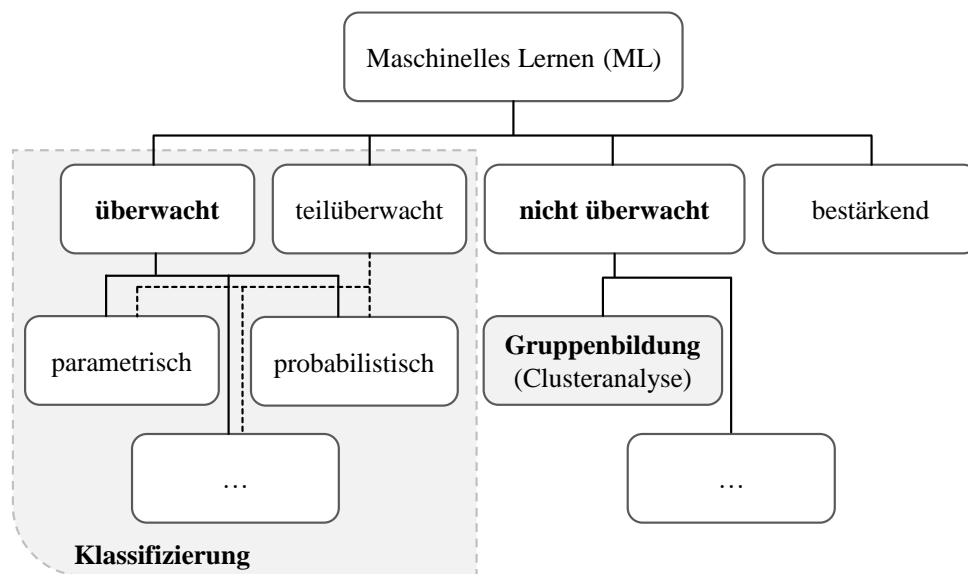 Maschinelles Lernen (ML)
überwacht
teilüberwacht
nicht überwacht
bestärkend
parametrisch
probabilistisch
Gruppenbildung
(Clusteranalyse)
…
…
Klassifizierung